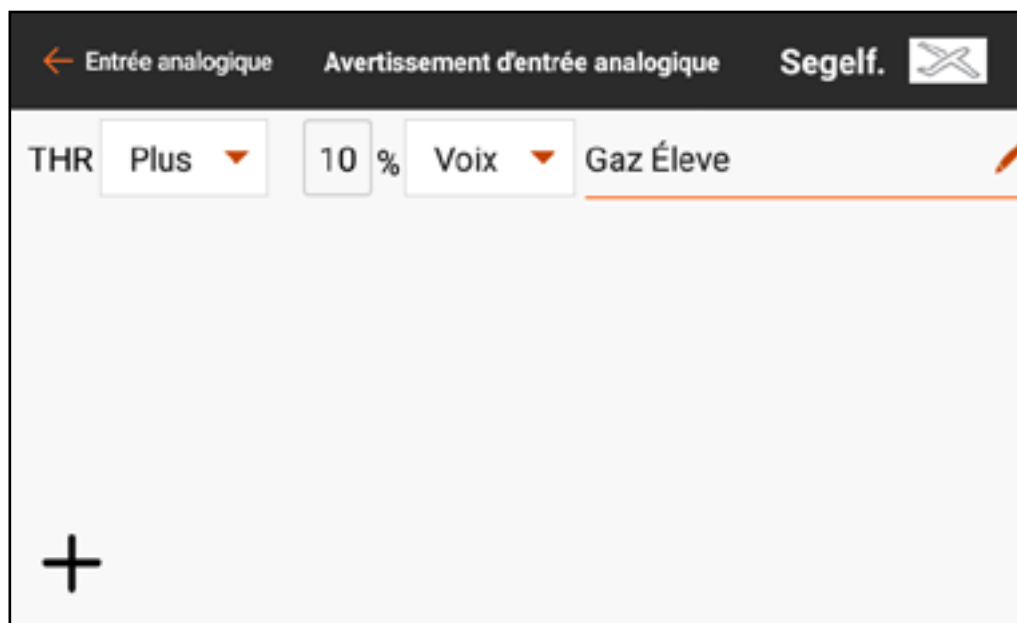 Entrée analogique Avertissement d'entrée analogique Segelf.
THR Plus 10 % Voix Gaz Éleve